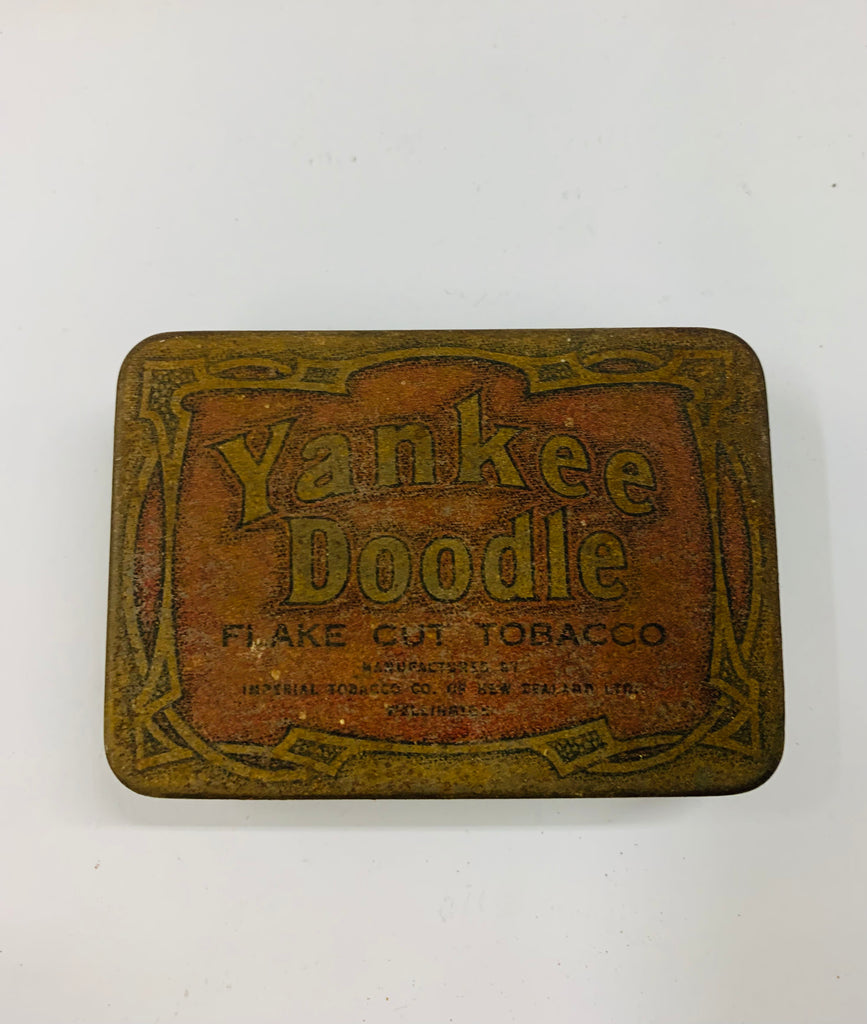 Yankee
Doodle
FLAKE CUT TOBACCO
MANUFACTURED BY
IMPERIAL TOBACCO CO. OF NEW ZEALAND LTD.
WELLINGTON